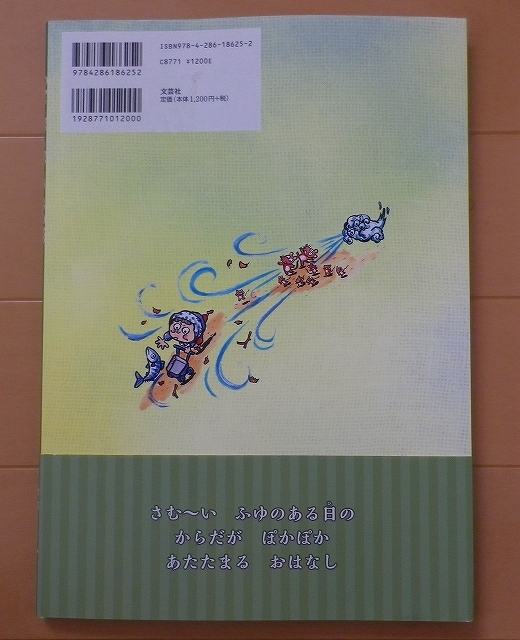 ISBN978-4-286-18625-2
C8771 ¥1200E
9784286186252
文芸社
定価(本体1,200円+税)
1928771012000
さむ〜い ふゆのある日の
からだが ぽかぽか
あたたまる おはなし